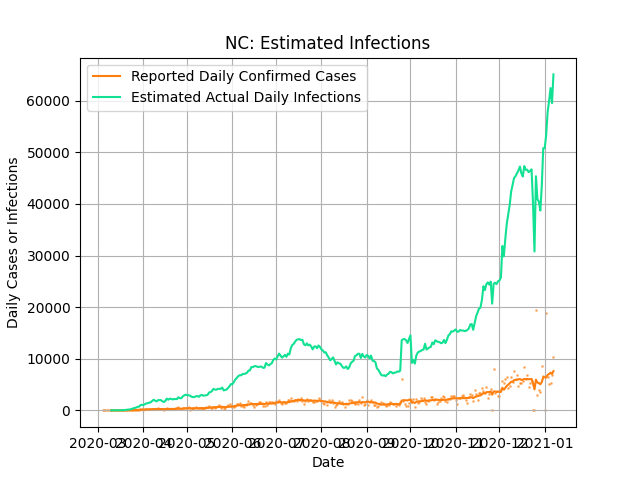 NC: Estimated Infections
Reported Daily Confirmed Cases
Estimated Actual Daily Infections
Daily Cases or Infections
60000
50000
40000
30000
20000
10000
0
2020-03 2020-04 2020-05 2020-06 2020-07 2020-08 2020-09 2020-10 2020-11 2020-12 2021-01
Date